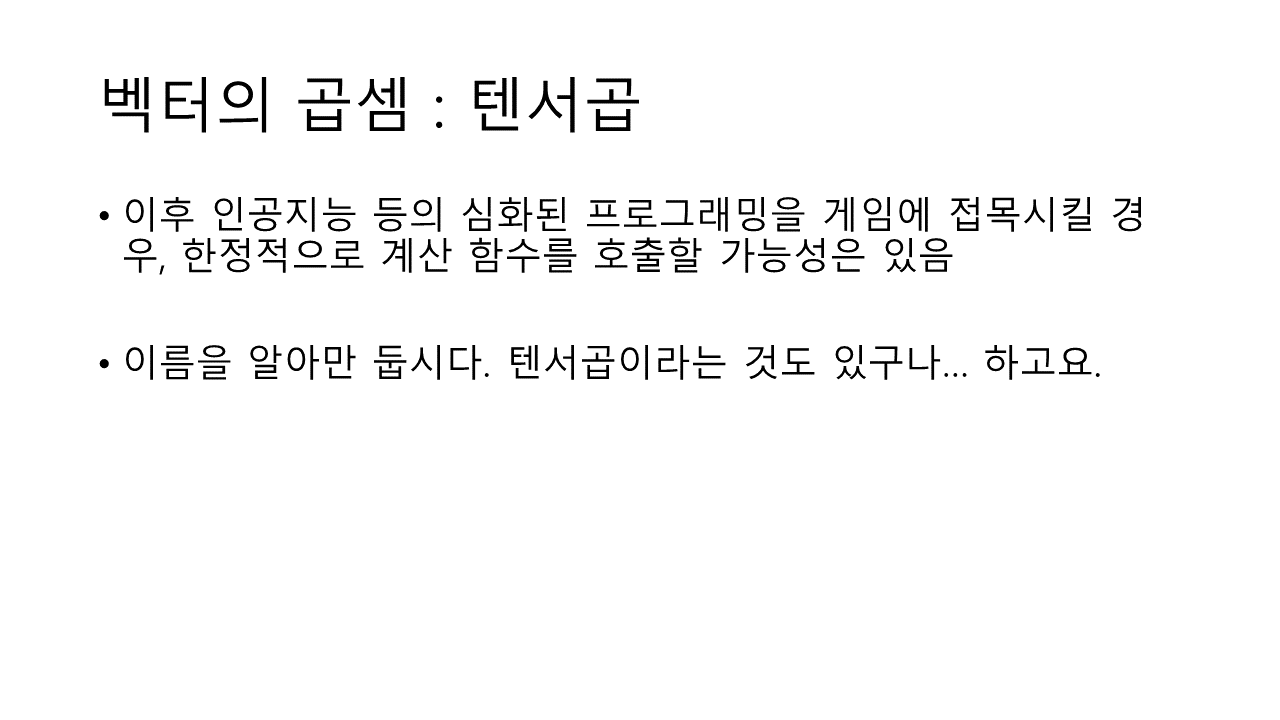 벡터의 곱셈 : 텐서곱
• 이후 인공지능 등의 심화된 프로그래밍을 게임에 접목시킬 경
우, 한정적으로 계산 함수를 호출할 가능성은 있음
• 이름을 알아만 둡시다. 텐서곱이라는 것도 있구나... 하고요.